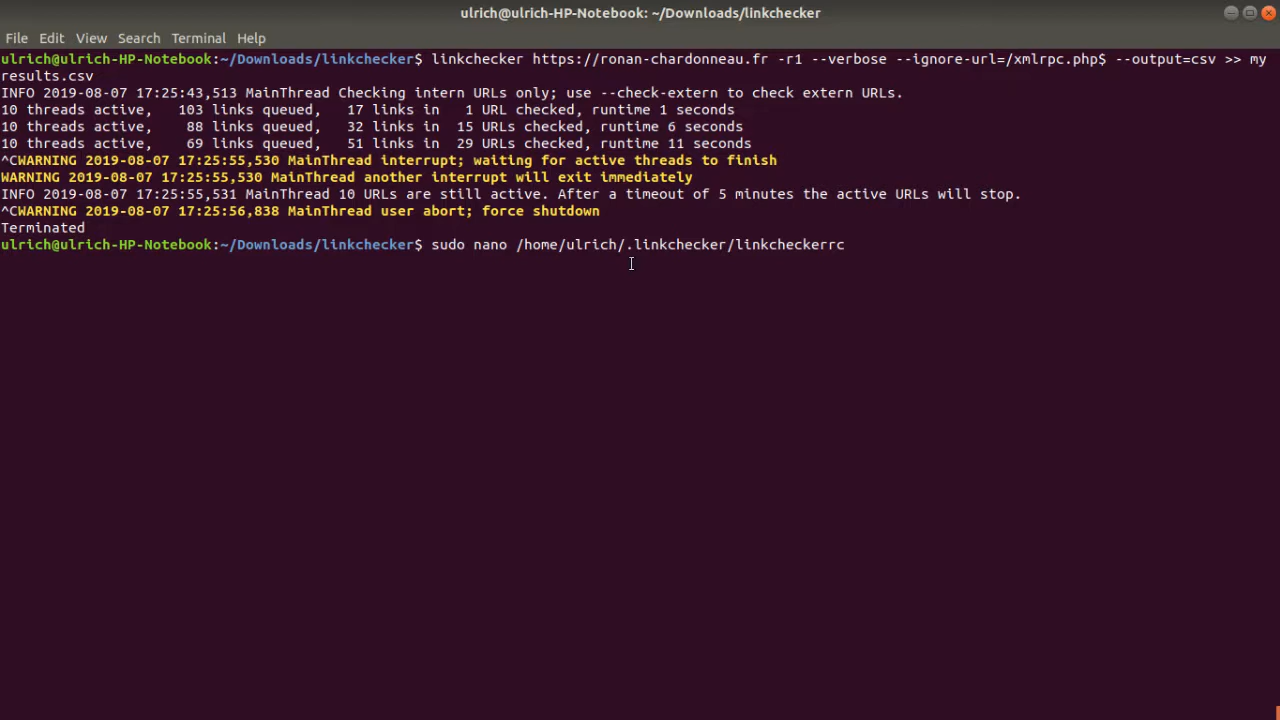 ulrich@ulrich-HP-Notebook: ~/Downloads/linkchecker
File Edit View Search Terminal Help
ulrich@ulrich-HP-Notebook:~/Downloads/linkchecker$ linkchecker https://ronan-chardonneau.fr -r1 --verbose --ignore-url=/xmlrpc.php$ --output=csv >> my
results.csv
INFO 2019-08-07 17:25:43,513 MainThread Checking intern URLs only; use --check-extern to check extern URLs.
10 threads active,   103 links queued,   17 links in   1 URL checked, runtime 1 seconds
10 threads active,    88 links queued,   32 links in  15 URLs checked, runtime 6 seconds
10 threads active,    69 links queued,   51 links in  29 URLs checked, runtime 11 seconds
^CWARNING 2019-08-07 17:25:55,530 MainThread interrupt; waiting for active threads to finish
WARNING 2019-08-07 17:25:55,530 MainThread another interrupt will exit immediately
INFO 2019-08-07 17:25:55,531 MainThread 10 URLs are still active. After a timeout of 5 minutes the active URLs will stop.
^CWARNING 2019-08-07 17:25:56,838 MainThread user abort; force shutdown
Terminated
ulrich@ulrich-HP-Notebook:~/Downloads/linkchecker$ sudo nano /home/ulrich/.linkchecker/linkcheckerrc